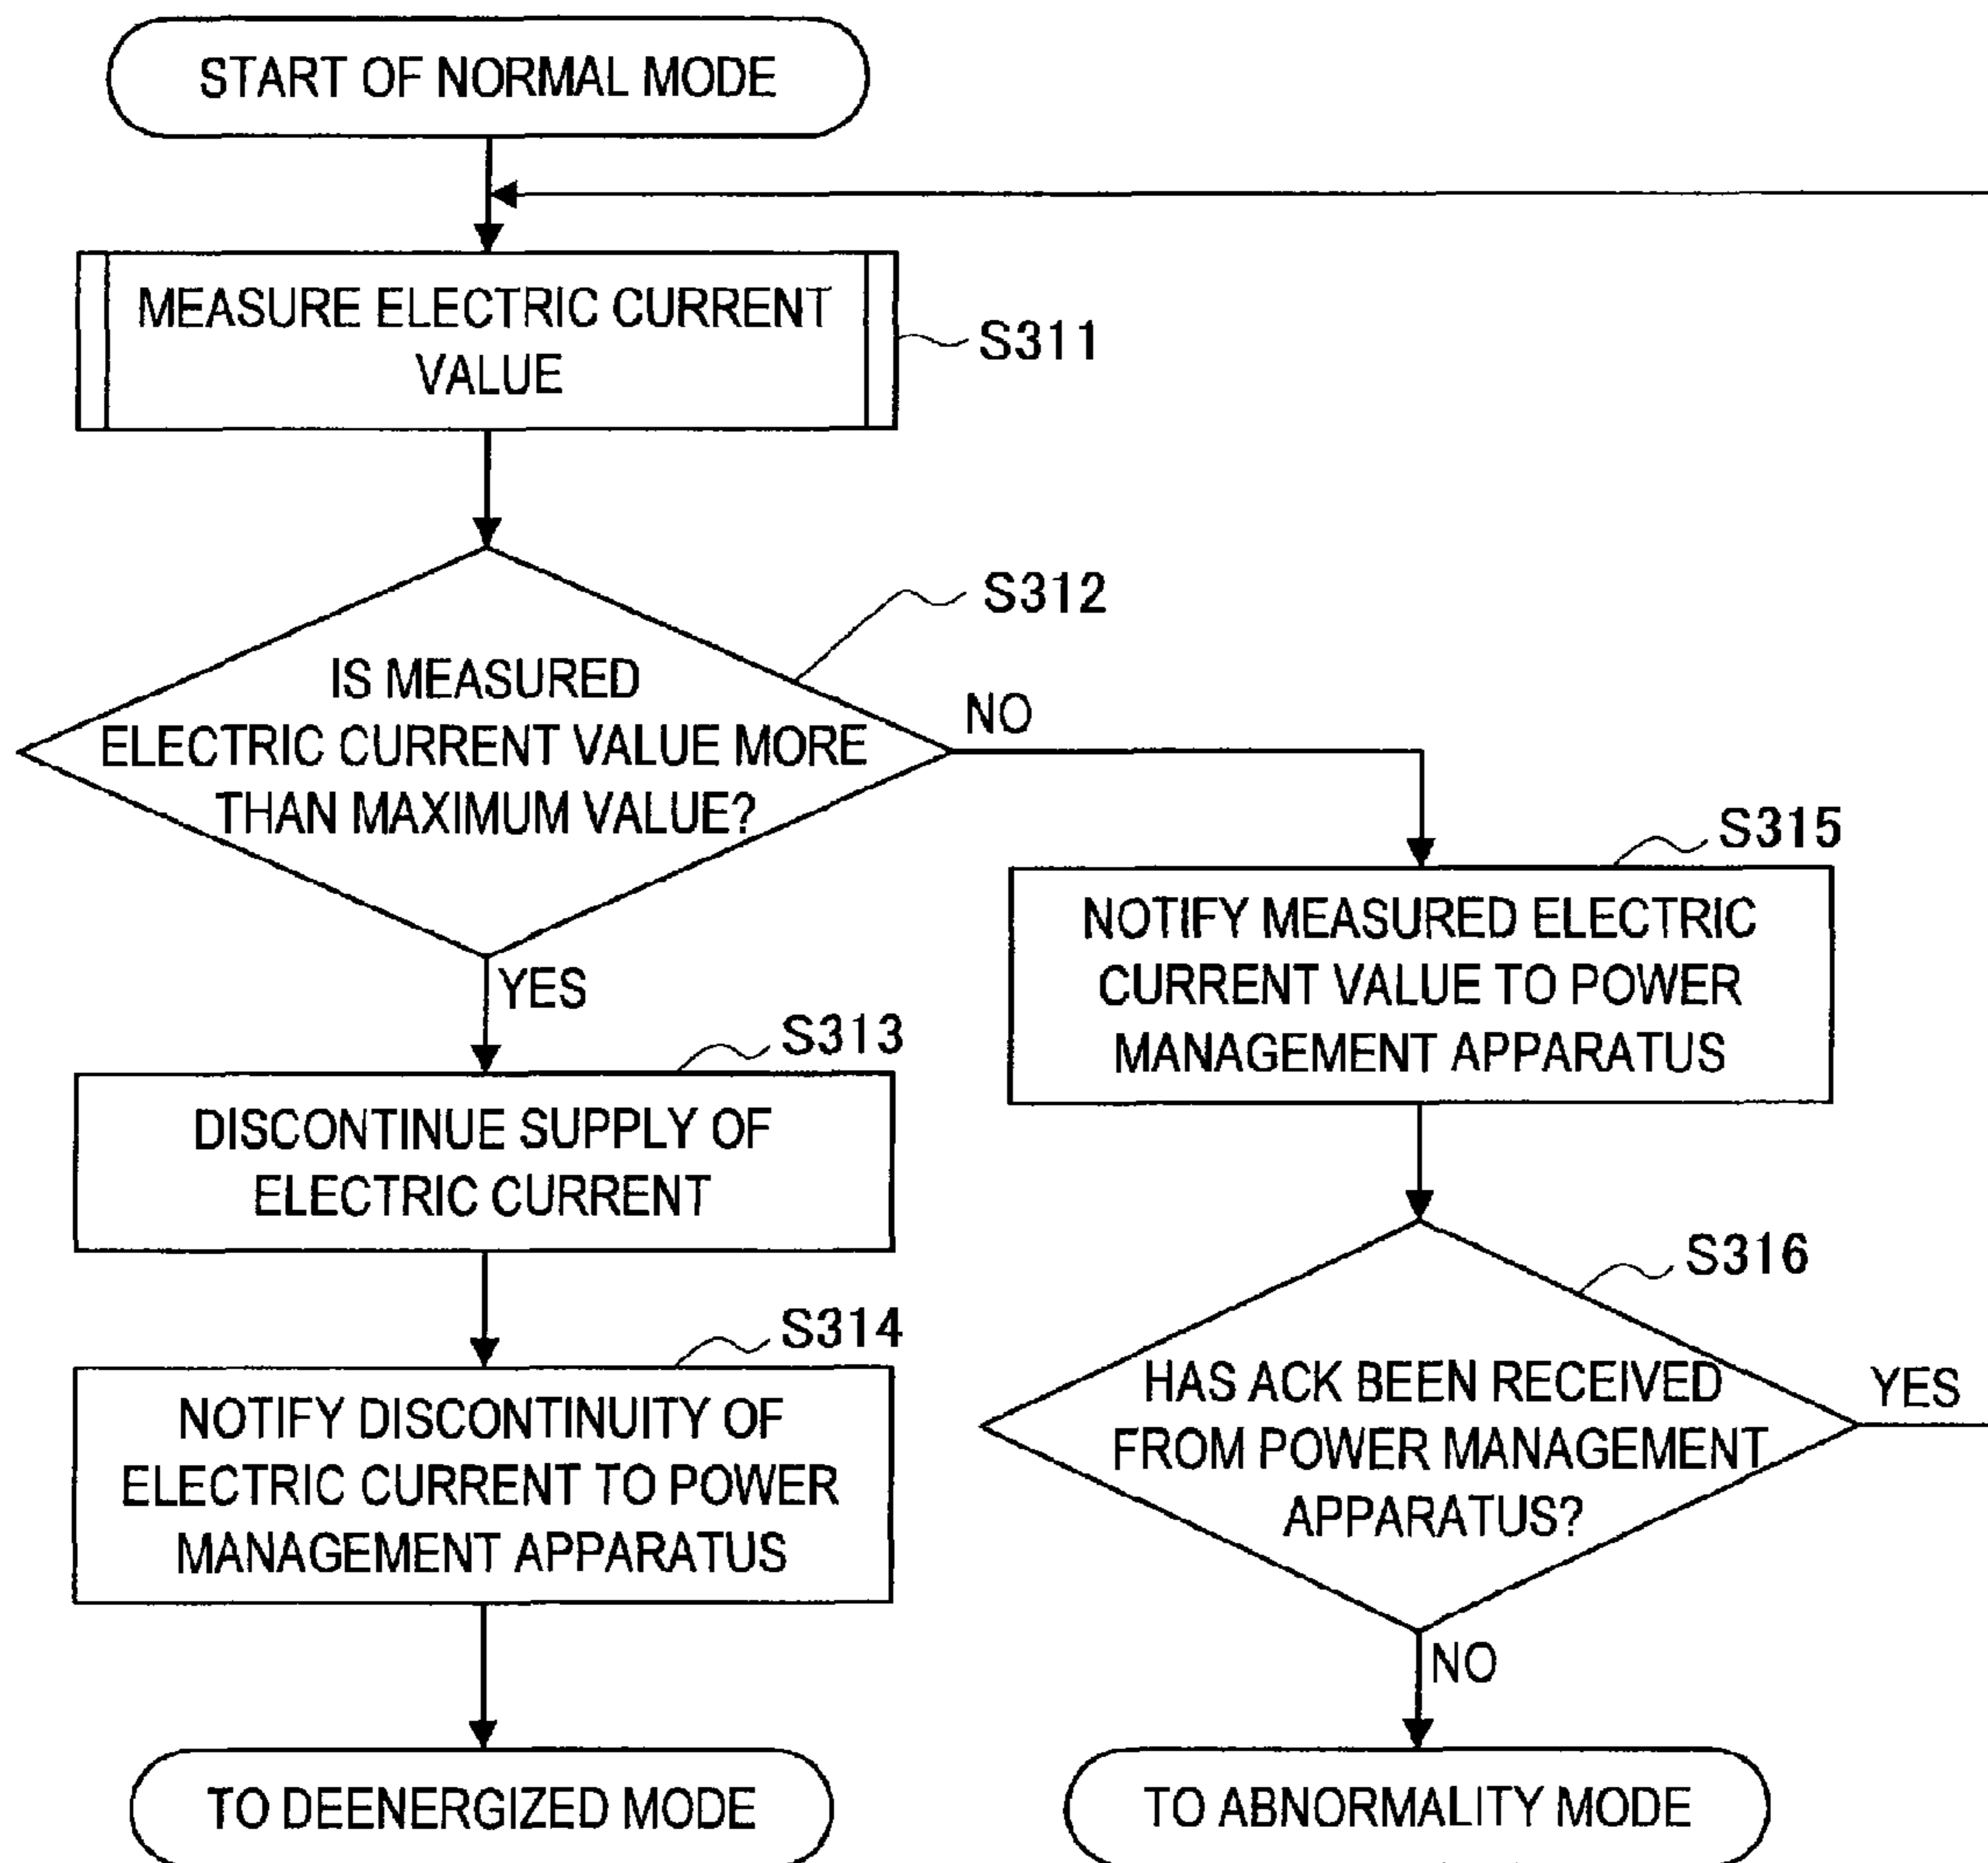 START OF NORMAL MODE
MEASURE ELECTRIC CURRENT
VALUE
S311
S312
IS MEASURED
ELECTRIC CURRENT VALUE MORE
THAN MAXIMUM VALUE?
NO
YES
S313
DISCONTINUE SUPPLY OF
ELECTRIC CURRENT
S314
NOTIFY DISCONTINUITY OF
ELECTRIC CURRENT TO POWER
MANAGEMENT APPARATUS
TO DEENERGIZED MODE
S315
NOTIFY MEASURED ELECTRIC
CURRENT VALUE TO POWER
MANAGEMENT APPARATUS
S316
HAS ACK BEEN RECEIVED
FROM POWER MANAGEMENT
APPARATUS?
YES
NO
TO ABNORMALITY MODE